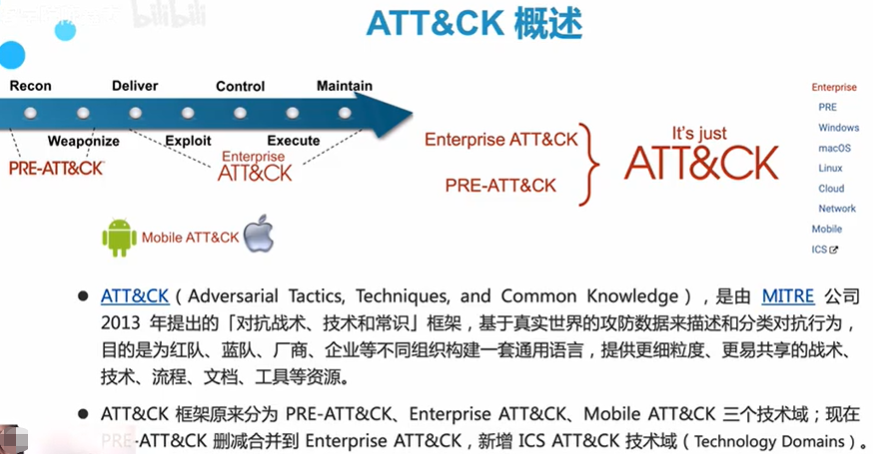 bilibili
ATT&CK 概述
Recon Deliver Control Maintain
Weaponize Exploit Execute
PRE-ATT&CK
Enterprise
ATT&CK
Mobile ATT&CK
Enterprise ATT&CK
PRE-ATT&CK
It's just
ATT&CK
Enterprise
PRE
Windows
macOS
Linux
Cloud
Network
Mobile
ICS
● ATT&CK（Adversarial Tactics, Techniques, and Common Knowledge），是由 MITRE 公司
2013 年提出的「对抗战术、技术和常识」框架，基于真实世界的攻防数据来描述和分类对抗行为，
目的是为红队、蓝队、厂商、企业等不同组织构建一套通用语言，提供更细粒度、更易共享的战术、
技术、流程、文档、工具等资源。
● ATT&CK 框架原来分为 PRE-ATT&CK、Enterprise ATT&CK、Mobile ATT&CK 三个技术域；现在
PRE-ATT&CK 删减合并到 Enterprise ATT&CK，新增 ICS ATT&CK 技术域（Technology Domains）。